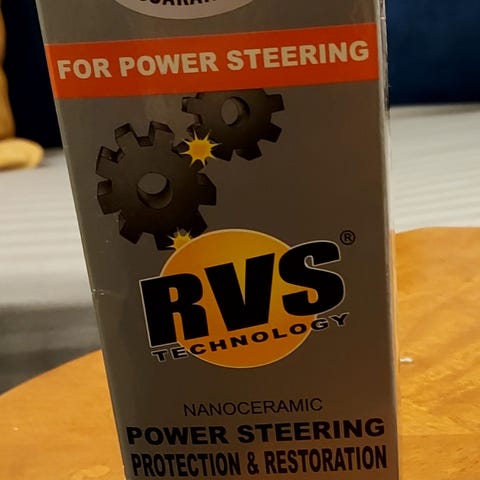 FOR POWER STEERING
RVS®
TECHNOLOGY
NANOCERAMIC
POWER STEERING
PROTECTION & RESTORATION